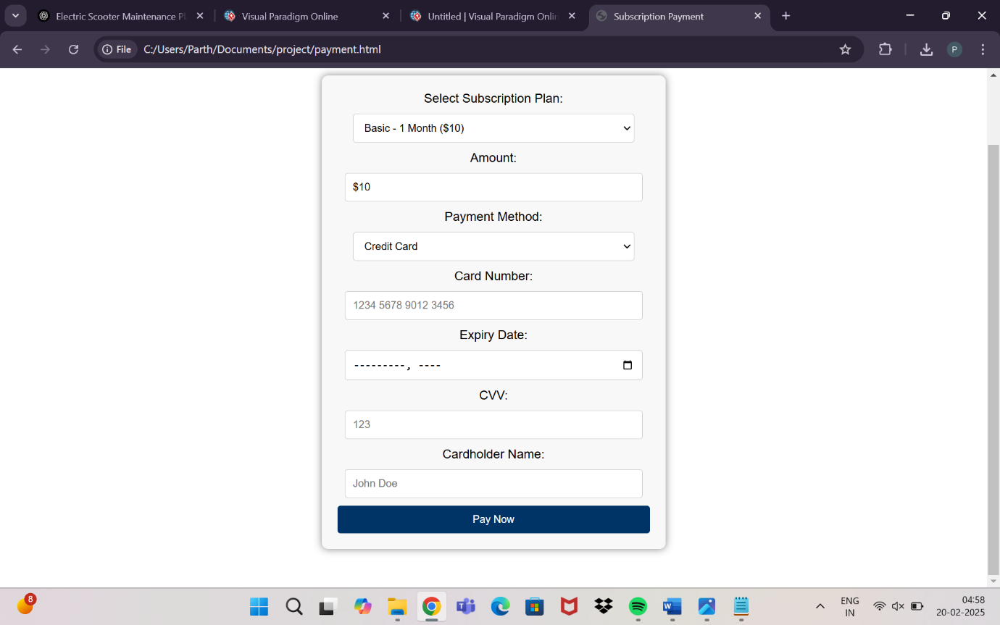 Electric Scooter Maintenance Pl
Visual Paradigm Online
Untitled | Visual Paradigm Onlin
Subscription Payment
File
C:/Users/Parth/Documents/project/payment.html
P
Select Subscription Plan:
Basic - 1 Month ($10)
Amount:
$10
Payment Method:
Credit Card
Card Number:
1234 5678 9012 3456
Expiry Date:
---------, ----
CVV:
123
Cardholder Name:
John Doe
Pay Now
8
ENG
IN
04:58
20-02-2025